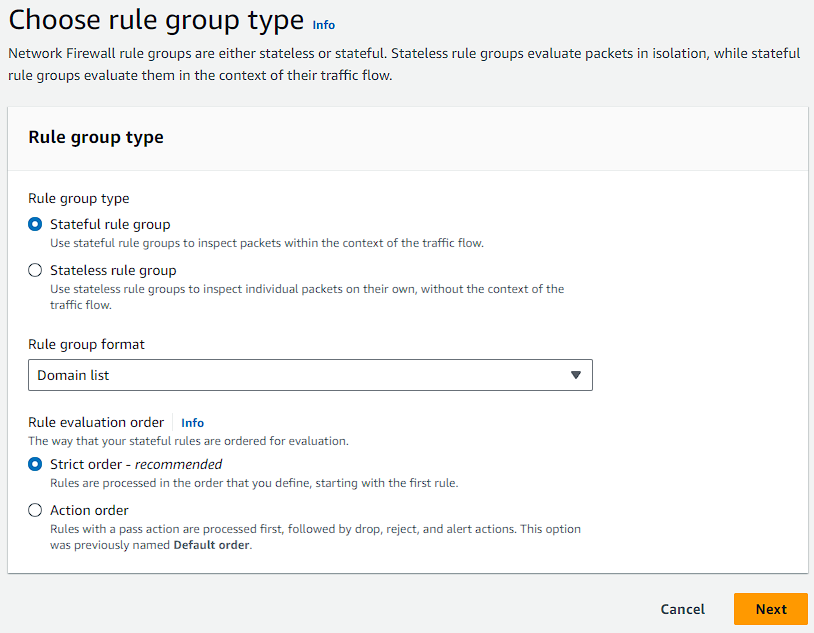 Choose rule group type Info
Network Firewall rule groups are either stateless or stateful. Stateless rule groups evaluate packets in isolation, while stateful
rule groups evaluate them in the context of their traffic flow.
Rule group type
Rule group type
Stateful rule group
Use stateful rule groups to inspect packets within the context of the traffic flow.
Stateless rule group
Use stateless rule groups to inspect individual packets on their own, without the context of the
traffic flow.
Rule group format
Domain list
Rule evaluation order Info
The way that your stateful rules are ordered for evaluation.
Strict order - recommended
Rules are processed in the order that you define, starting with the first rule.
Action order
Rules with a pass action are processed first, followed by drop, reject, and alert actions. This option
was previously named Default order.
Cancel Next